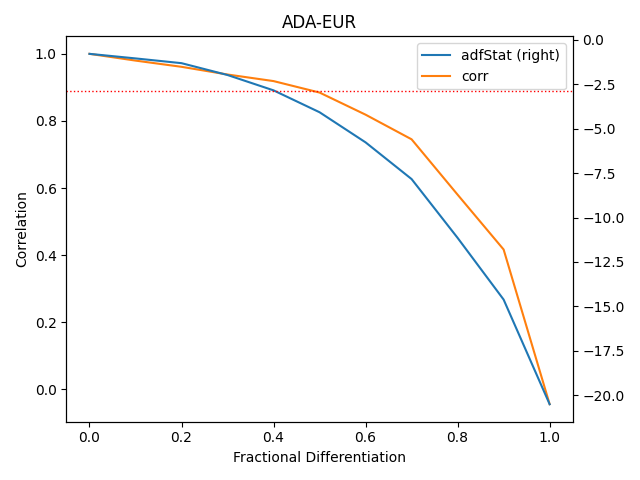 ADA-EUR
adfStat (right)
corr
Correlation
1.0
0.8
0.6
0.4
0.2
0.0
0.0
−2.5
−5.0
−7.5
−10.0
−12.5
−15.0
−17.5
−20.0
0.0 0.2 0.4 0.6 0.8 1.0
Fractional Differentiation